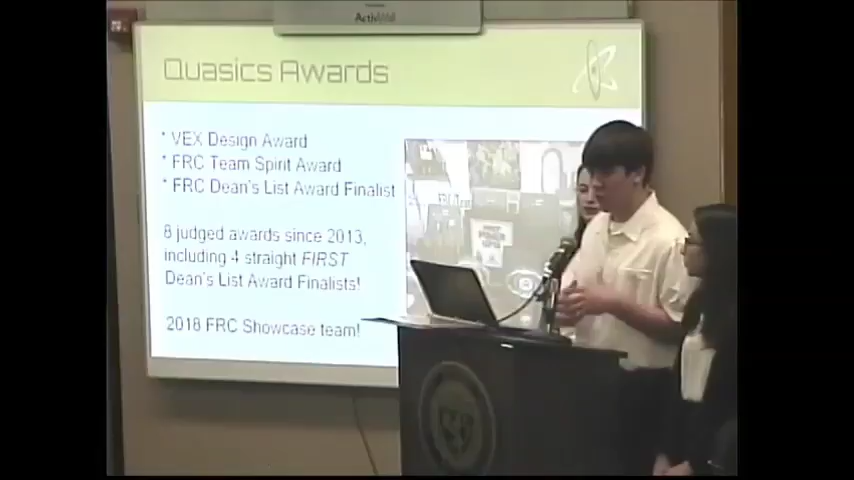 Quasics Awards
* VEX Design Award
* FRC Team Spirit Award
* FRC Dean's List Award Finalist
8 judged awards since 2013,
including 4 straight FIRST
Dean's List Award Finalists!
2018 FRC Showcase team!